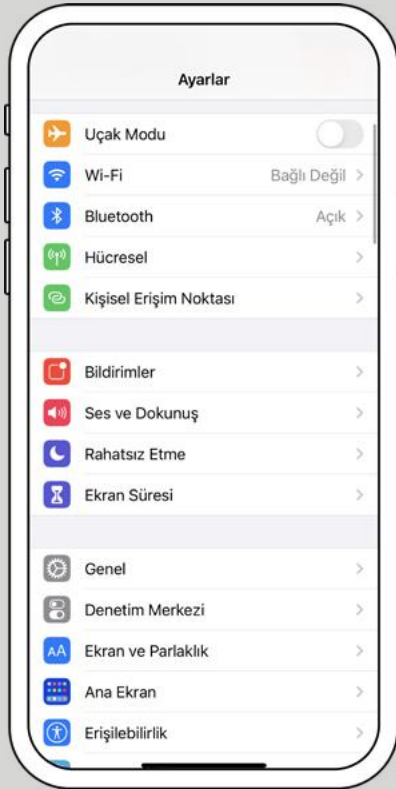 Ayarlar
Uçak Modu
Wi-Fi Bağlı Değil
Bluetooth Açık
Hücresel
Kişisel Erişim Noktası
Bildirimler
Ses ve Dokunuş
Rahatsız Etme
Ekran Süresi
Genel
Denetim Merkezi
AA Ekran ve Parlaklık
Ana Ekran
Erişilebilirlik